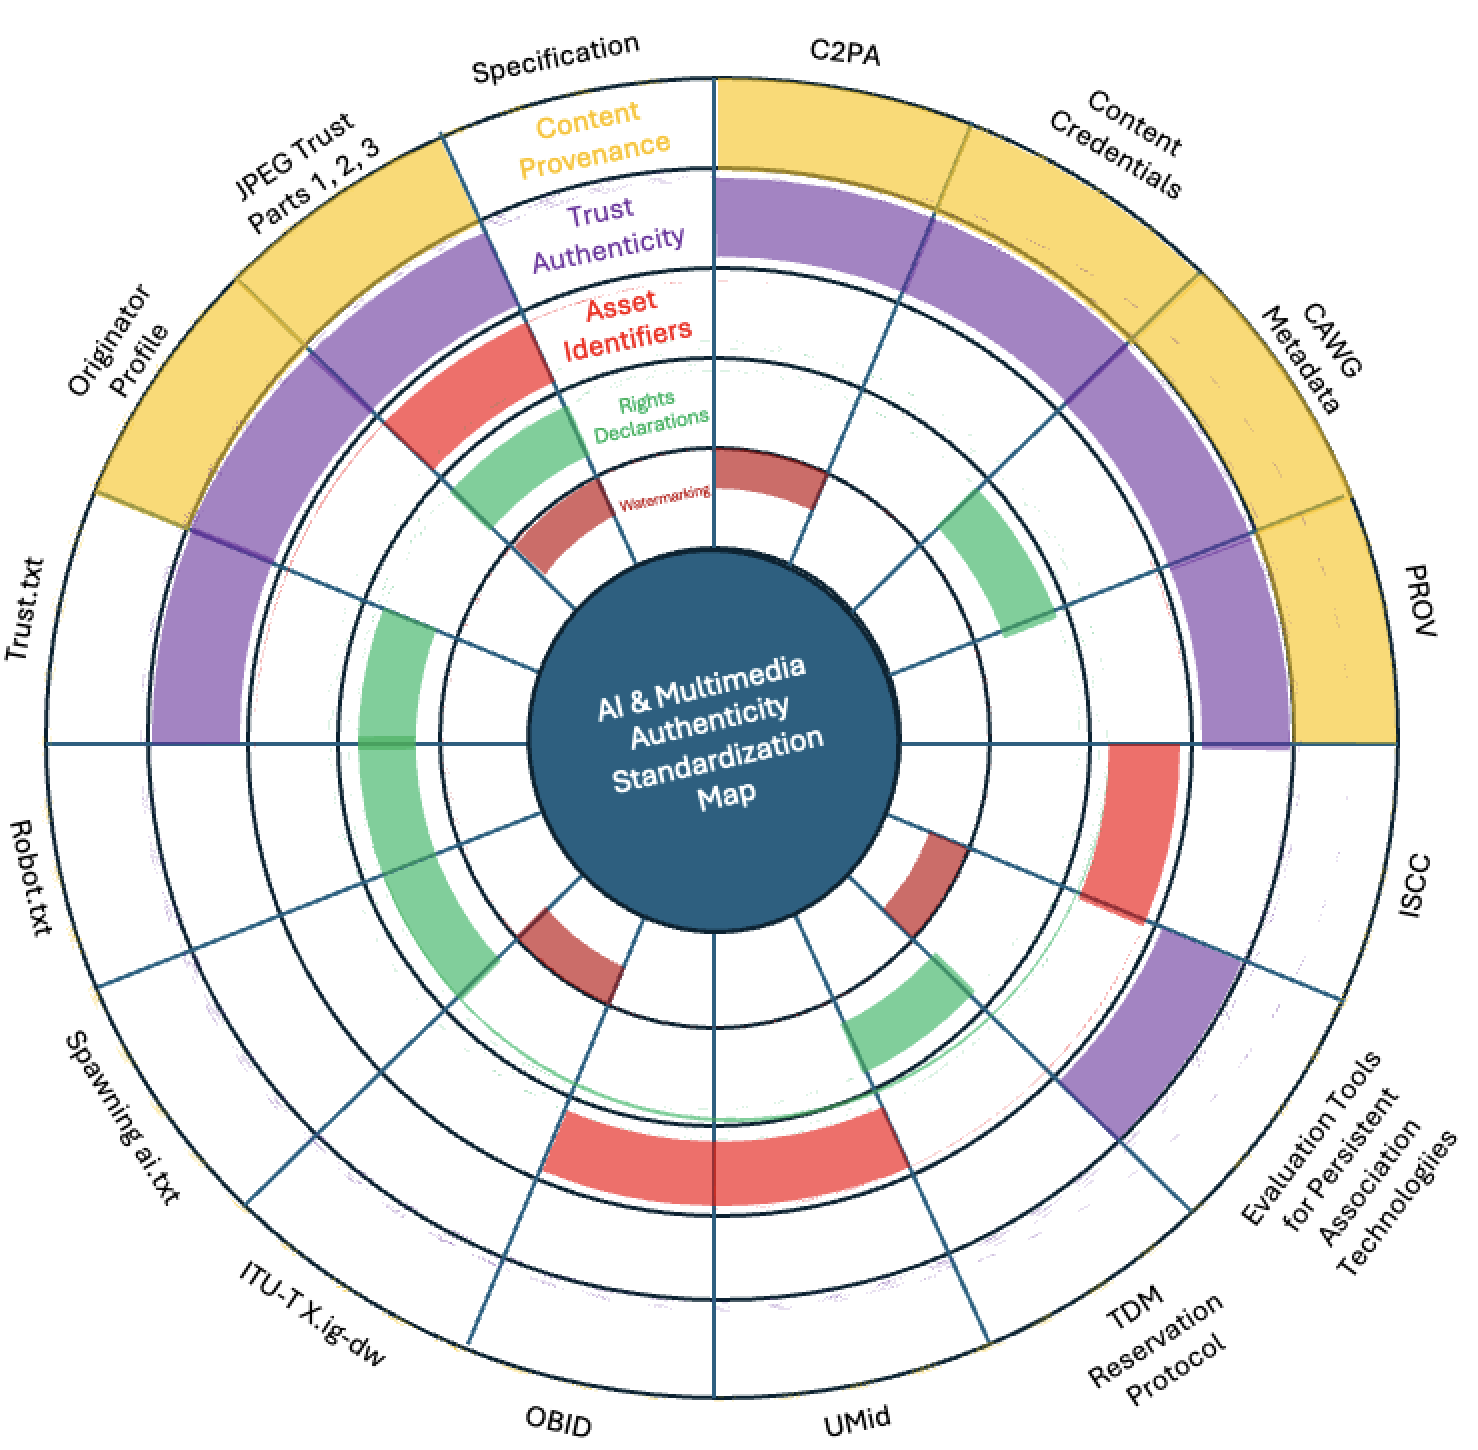 Specification
Content
Provenance
Trust
Authenticity
Asset
Identifiers
Rights
Declarations
Watermarking
C2PA
Content
Credentials
CAWG
Metadata
PROV
ISCC
Evaluation Tools
for Persistent
Association
Technologiies
TDM
Reservation
Protocol
UMid
OBID
ITU-T X.ig-dw
Spawning ai.txt
Robot.txt
Trust.txt
Originator
Profile
JPEG Trust
Parts 1, 2, 3
AI & Multimedia
Authenticity
Standardization
Map